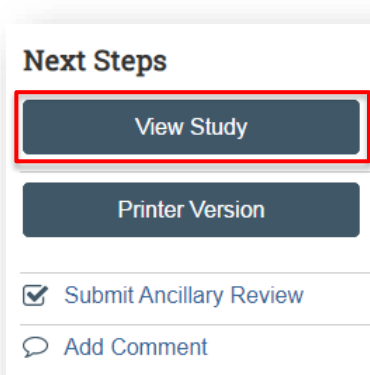 Next Steps
View Study
Printer Version
Submit Ancillary Review
Add Comment